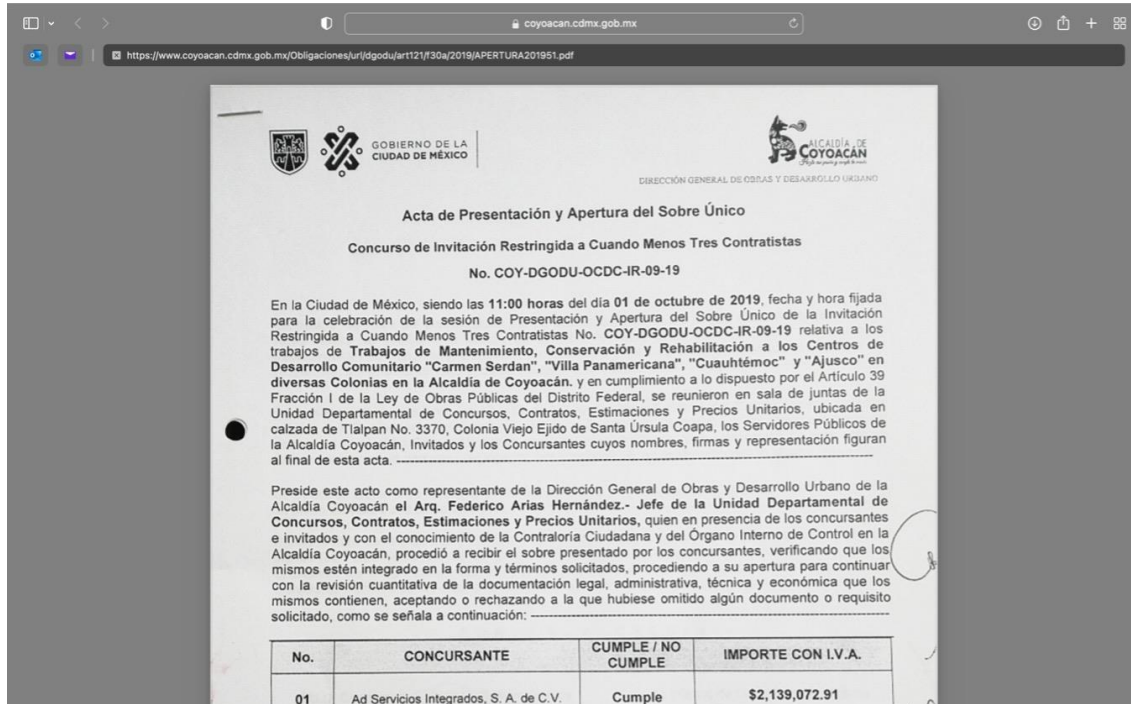 coyoacan.cdmx.gob.mx
https://www.coyoacan.cdmx.gob.mx/Obligaciones/url/dgodu/art121/f30a/2019/APERTURA201951.pdf
GOBIERNO DE LA
CIUDAD DE MÉXICO
ALCALDÍA DE
COYOACÁN
DIRECCIÓN GENERAL DE OBRAS Y DESARROLLO URBANO
Acta de Presentación y Apertura del Sobre Único
Concurso de Invitación Restringida a Cuando Menos Tres Contratistas
No. COY-DGODU-OCDC-IR-09-19
En la Ciudad de México, siendo las 11:00 horas del día 01 de octubre de 2019, fecha y hora fijada
para la celebración de la sesión de Presentación y Apertura del Sobre Único de la Invitación
Restringida a Cuando Menos Tres Contratistas No. COY-DGODU-OCDC-IR-09-19 relativa a los
trabajos de Trabajos de Mantenimiento, Conservación y Rehabilitación a los Centros de
Desarrollo Comunitario "Carmen Serdan", "Villa Panamericana", "Cuauhtémoc" y "Ajusco" en
diversas Colonias en la Alcaldía de Coyoacán. y en cumplimiento a lo dispuesto por el Artículo 39
Fracción I de la Ley de Obras Públicas del Distrito Federal, se reunieron en sala de juntas de la
Unidad Departamental de Concursos, Contratos, Estimaciones y Precios Unitarios, ubicada en
calzada de Tlalpan No. 3370, Colonia Viejo Ejido de Santa Úrsula Coapa, los Servidores Públicos de
la Alcaldía Coyoacán, Invitados y los Concursantes cuyos nombres, firmas y representación figuran
al final de esta acta. ---
Preside este acto como representante de la Dirección General de Obras y Desarrollo Urbano de la
Alcaldía Coyoacán el Arq. Federico Arias Hernández.- Jefe de la Unidad Departamental de
Concursos, Contratos, Estimaciones y Precios Unitarios, quien en presencia de los concursantes
e invitados y con el conocimiento de la Contraloría Ciudadana y del Órgano Interno de Control en la
Alcaldía Coyoacán, procedió a recibir el sobre presentado por los concursantes, verificando que los
mismos estén integrado en la forma y términos solicitados, procediendo a su apertura para continuar
con la revisión cuantitativa de la documentación legal, administrativa, técnica y económica que los
mismos contienen, aceptando o rechazando a la que hubiese omitido algún documento o requisito
solicitado, como se señala a continuación: ---
No. CONCURSANTE CUMPLE / NO CUMPLE IMPORTE CON I.V.A.
01 Ad Servicios Integrados, S. A. de C.V. Cumple $2,139,072.91